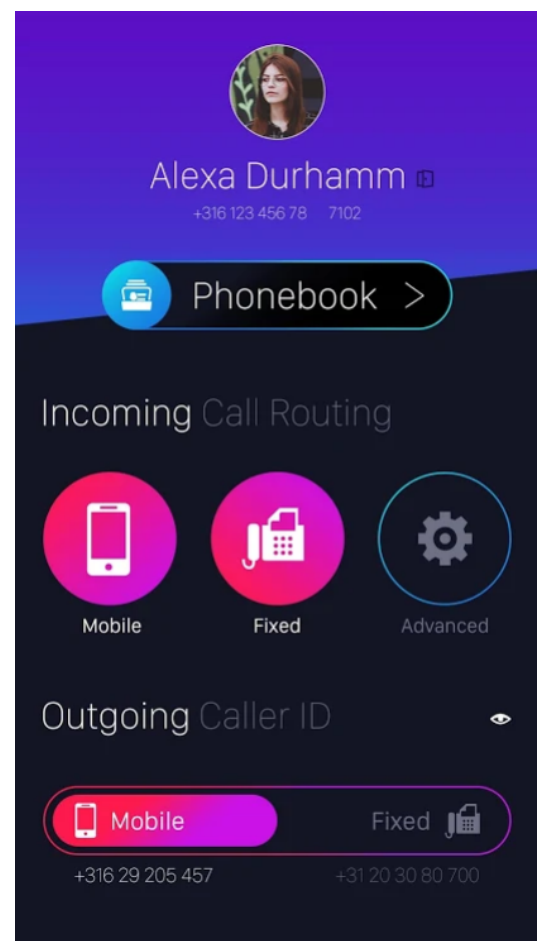 Alexa Durhamm
+316 123 456 78 7102
Phonebook >
Incoming Call Routing
Mobile Fixed Advanced
Outgoing Caller ID
Mobile Fixed
+316 29 205 457 +31 20 30 80 700